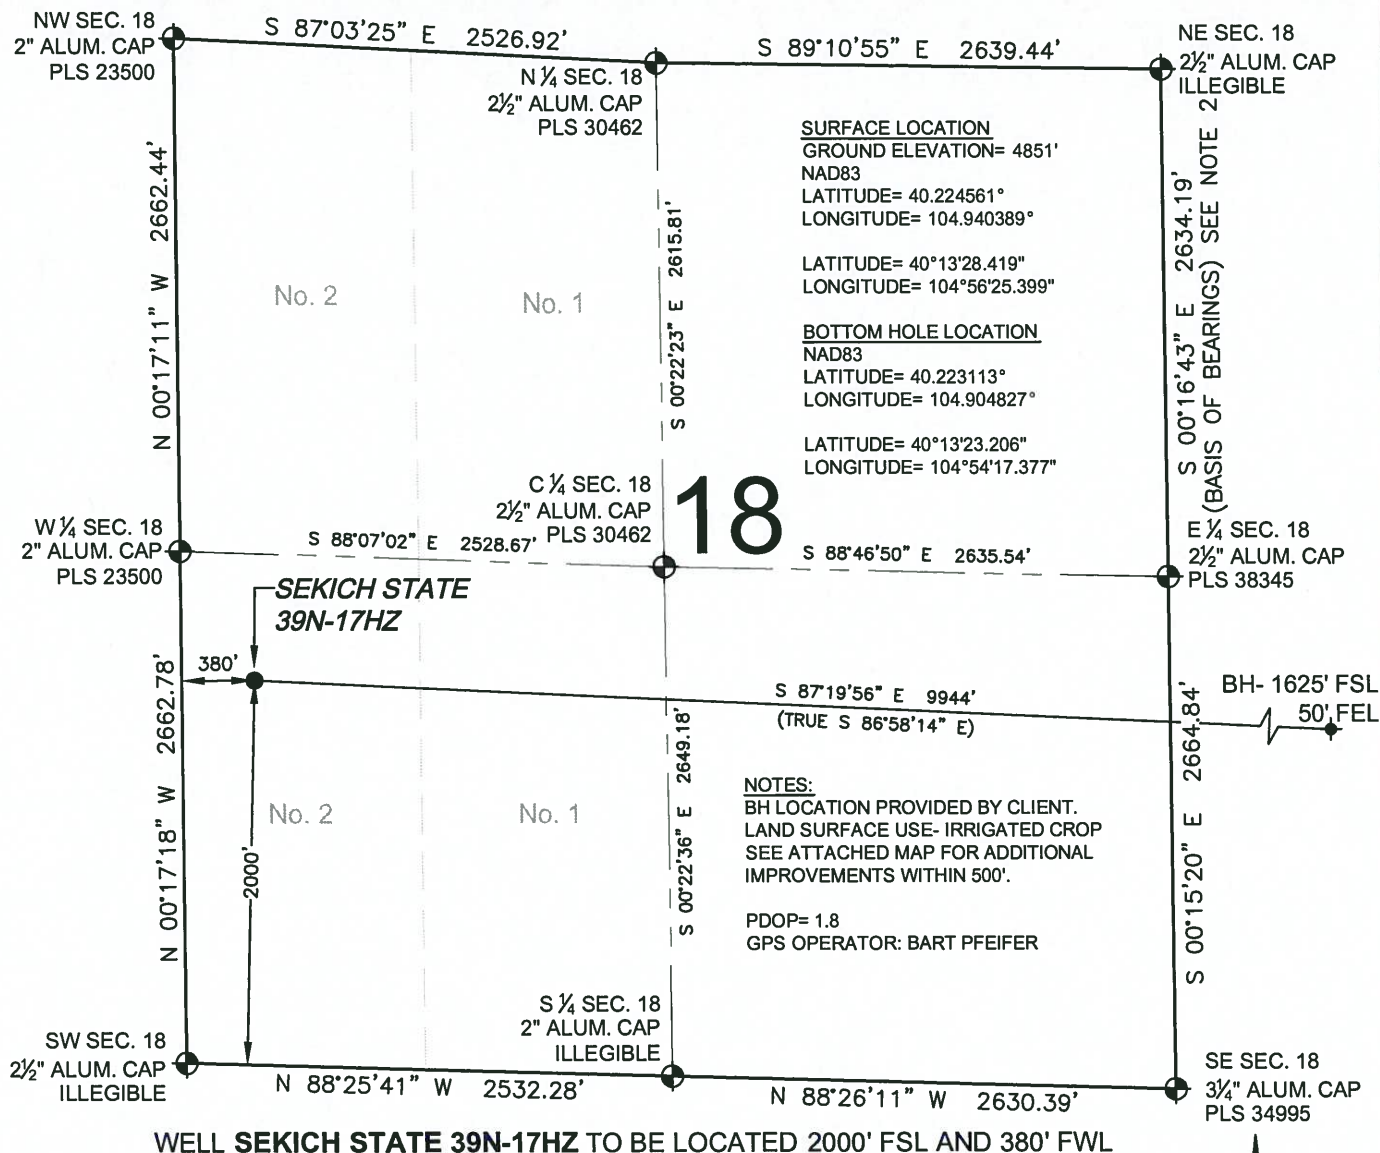 NW SEC. 18
2" ALUM. CAP
PLS 23500
S 87°03'25" E 2526.92'
N ¼ SEC. 18
2½" ALUM. CAP
PLS 30462
S 89°10'55" E 2639.44'
NE SEC. 18
2½" ALUM. CAP
ILLEGIBLE
N 00°17'11" W 2662.44'
No. 2
No. 1
S 00°22'23" E 2615.81'
SURFACE LOCATION
GROUND ELEVATION= 4851'
NAD83
LATITUDE= 40.224561°
LONGITUDE= 104.940389°
LATITUDE= 40°13'28.419"
LONGITUDE= 104°56'25.399"
BOTTOM HOLE LOCATION
NAD83
LATITUDE= 40.223113°
LONGITUDE= 104.904827°
LATITUDE= 40°13'23.206"
LONGITUDE= 104°54'17.377"
S 00°16'43" E 2634.19'
(BASIS OF BEARINGS) SEE NOTE 2
W ¼ SEC. 18
2" ALUM. CAP
PLS 23500
S 88°07'02" E 2528.67'
C ¼ SEC. 18
2½" ALUM. CAP
PLS 30462
18
S 88°46'50" E 2635.54'
E ¼ SEC. 18
2½" ALUM. CAP
PLS 38345
SEKICH STATE
39N-17HZ
380'
S 87°19'56" E 9944'
(TRUE S 86°58'14" E)
BH- 1625' FSL
50' FEL
N 00°17'18" W 2662.78'
2000'
No. 2
No. 1
S 00°22'36" E 2649.18'
NOTES:
BH LOCATION PROVIDED BY CLIENT.
LAND SURFACE USE- IRRIGATED CROP
SEE ATTACHED MAP FOR ADDITIONAL
IMPROVEMENTS WITHIN 500'.
PDOP= 1.8
GPS OPERATOR: BART PFEIFER
S 00°15'20" E 2664.84'
SW SEC. 18
2½" ALUM. CAP
ILLEGIBLE
N 88°25'41" W 2532.28'
S ¼ SEC. 18
2" ALUM. CAP
ILLEGIBLE
N 88°26'11" W 2630.39'
SE SEC. 18
3¼" ALUM. CAP
PLS 34995
WELL SEKICH STATE 39N-17HZ TO BE LOCATED 2000' FSL AND 380' FWL